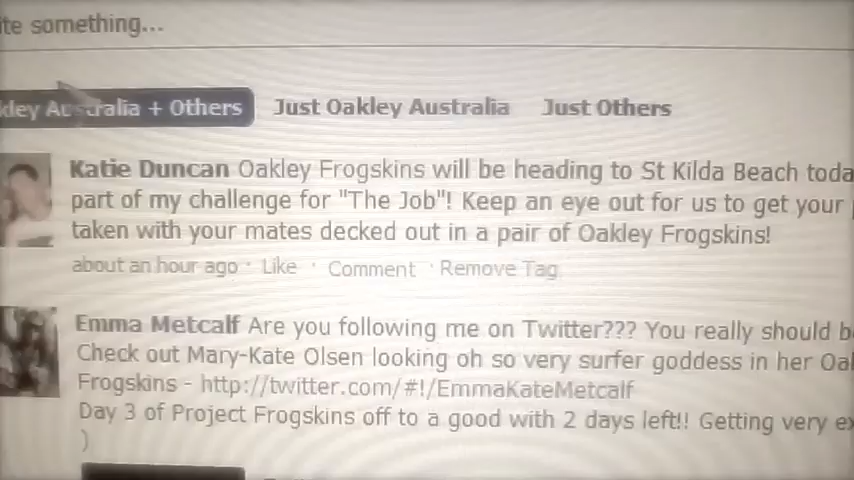 ite something...
kley Australia + Others Just Oakley Australia Just Others
Katie Duncan Oakley Frogskins will be heading to St Kilda Beach toda
part of my challenge for "The Job"! Keep an eye out for us to get your
taken with your mates decked out in a pair of Oakley Frogskins!
about an hour ago · Like · Comment · Remove Tag
Emma Metcalf Are you following me on Twitter??? You really should b
Check out Mary-Kate Olsen looking oh so very surfer goddess in her Oal
Frogskins - http://twitter.com/#!/EmmaKateMetcalf
Day 3 of Project Frogskins off to a good with 2 days left!! Getting very ex
)